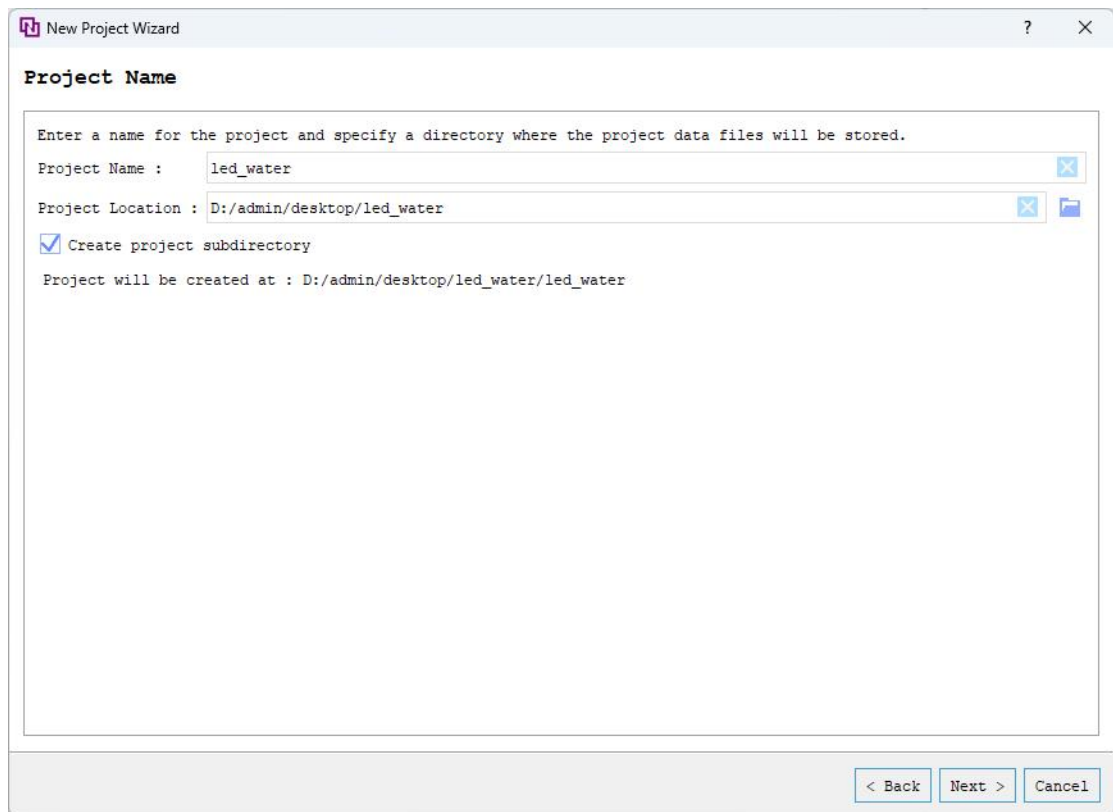 New Project Wizard ?
Project Name
Enter a name for the project and specify a directory where the project data files will be stored.
Project Name : led_water
Project Location : D:/admin/desktop/led_water
Create project subdirectory
Project will be created at : D:/admin/desktop/led_water/led_water
< Back Next > Cancel